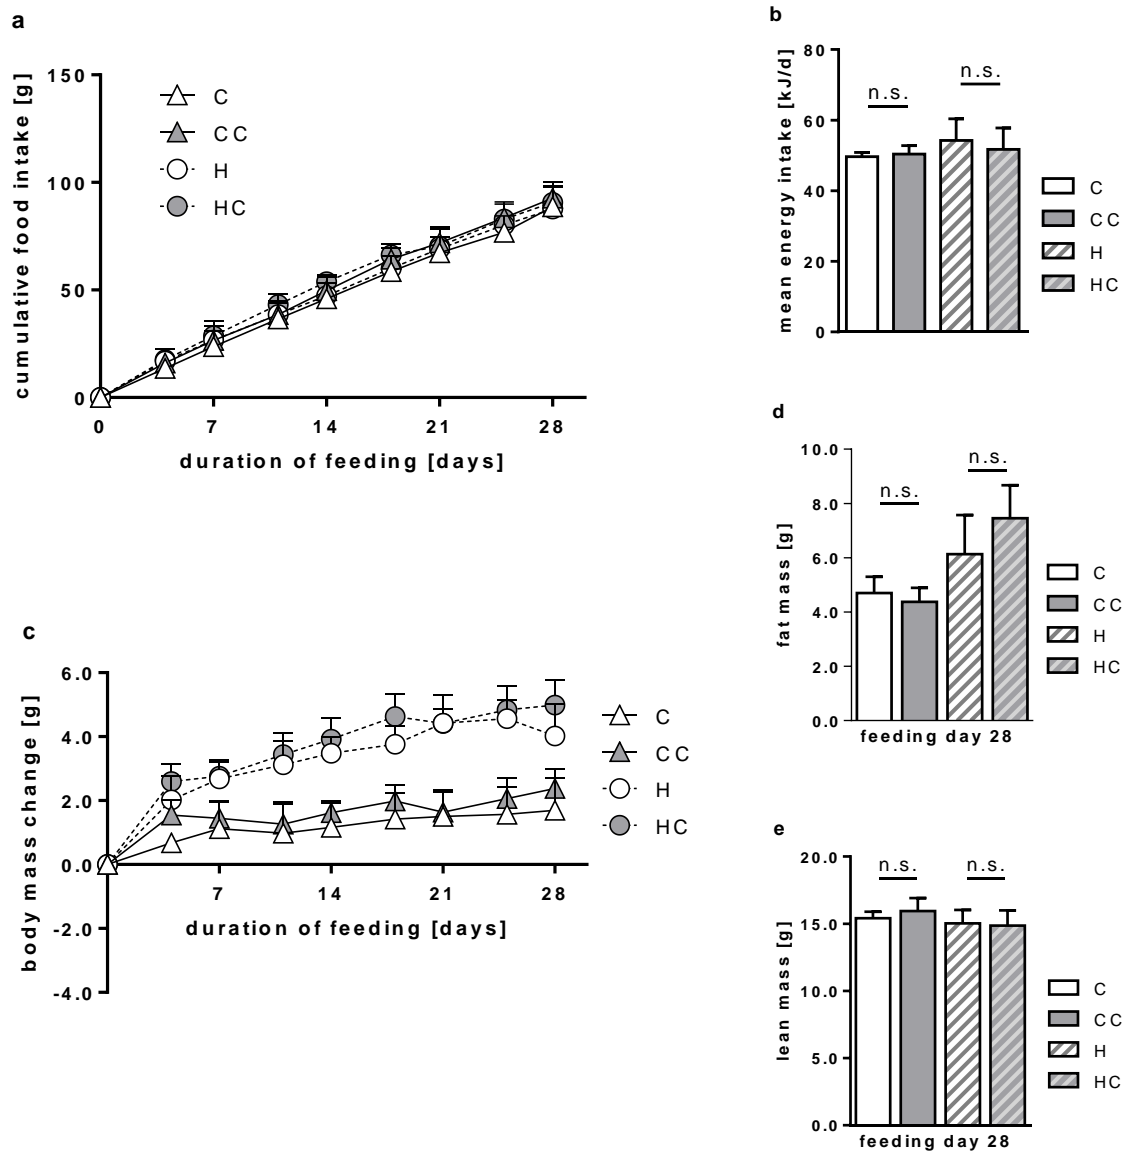 a
cumulative food intake [g]
150
100
50
0
0 7 14 21 28
duration of feeding [days]
C
CC
H
HC
b
mean energy intake [kJ/d]
80
60
40
20
0
n.s.
n.s.
C
CC
H
HC
c
body mass change [g]
6.0
4.0
2.0
0.0
-2.0
-4.0
7 14 21 28
duration of feeding [days]
C
CC
H
HC
d
fat mass [g]
10.0
8.0
6.0
4.0
2.0
0.0
n.s.
n.s.
feeding day 28
C
CC
H
HC
e
lean mass [g]
20.0
15.0
10.0
5.0
0.0
n.s.
n.s.
feeding day 28
C
CC
H
HC